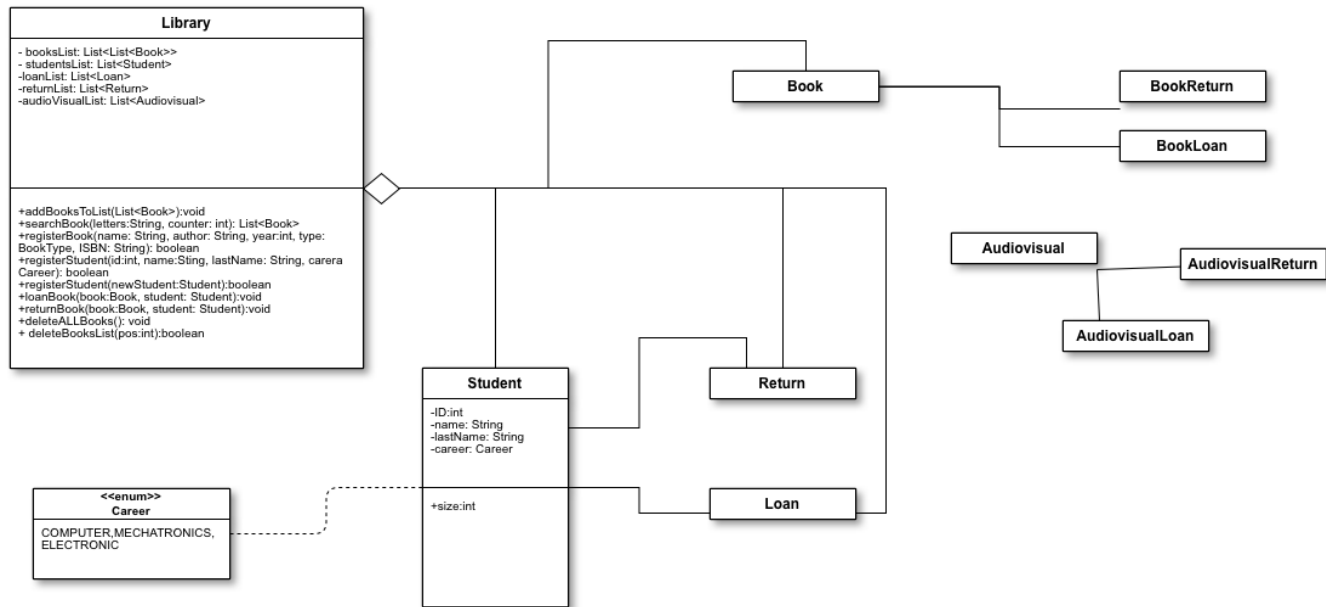 Library
- booksList: List<List<Book>>
- studentsList: List<Student>
-loanList: List<Loan>
-returnList: List<Return>
-audioVisualList: List<Audiovisual>
+addBooksToList(List<Book>):void
+searchBook(letters:String, counter: int): List<Book>
+registerBook(name: String, author: String, year:int, type:
BookType, ISBN: String): boolean
+registerStudent(id:int, name:Sting, lastName: String, carera
Career): boolean
+registerStudent(newStudent:Student):boolean
+loanBook(book:Book, student: Student):void
+returnBook(book:Book, student: Student):void
+deleteALLBooks(): void
+ deleteBooksList(pos:int):boolean
Book
BookReturn
BookLoan
Audiovisual
AudiovisualReturn
AudiovisualLoan
Student
-ID:int
-name: String
-lastName: String
-career: Career
+size:int
Return
Loan
<<enum>>
Career
COMPUTER,MECHATRONICS,
ELECTRONIC